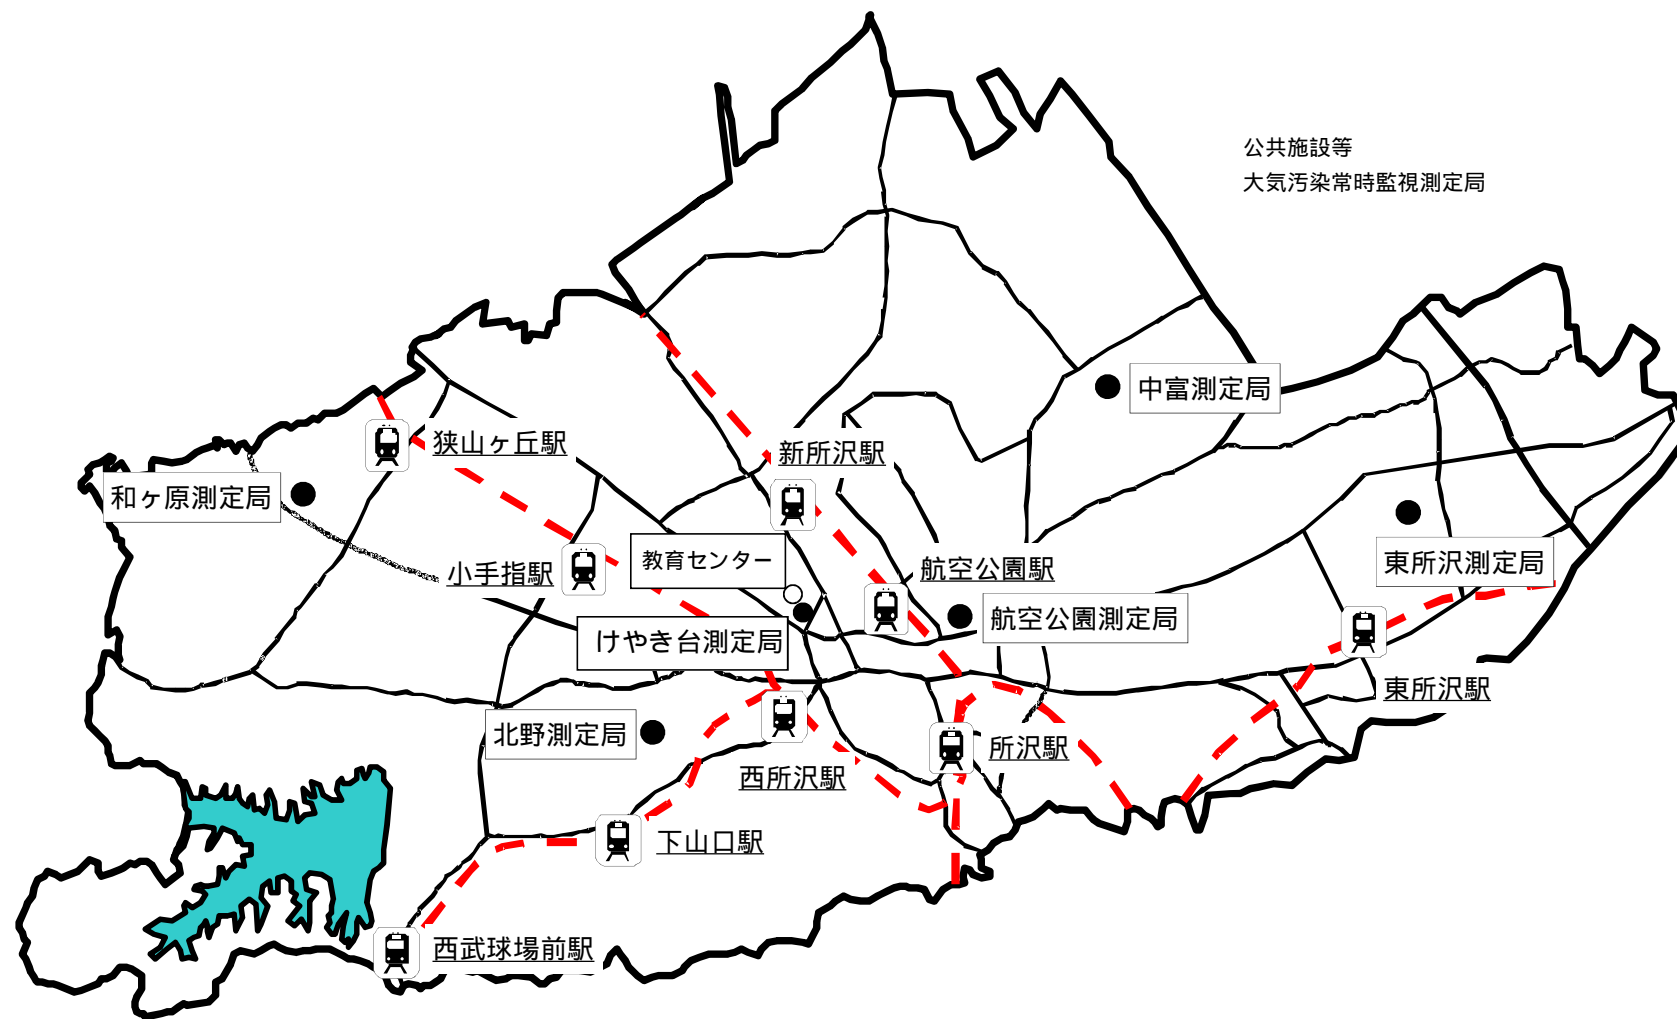 公共施設等
大気汚染常時監視測定局
中富測定局
狭山ヶ丘駅
新所沢駅
和ヶ原測定局
教育センター
小手指駅
航空公園駅
東所沢測定局
航空公園測定局
けやき台測定局
東所沢駅
北野測定局
所沢駅
西所沢駅
下山口駅
西武球場前駅